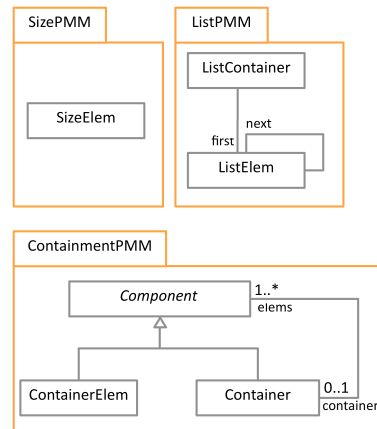 SizePMM
ListPMM
ListContainer
SizeElem
next
first
ListElem
ContainmentPMM
Component
1..*
elems
ContainerElem
Container
0..1
container